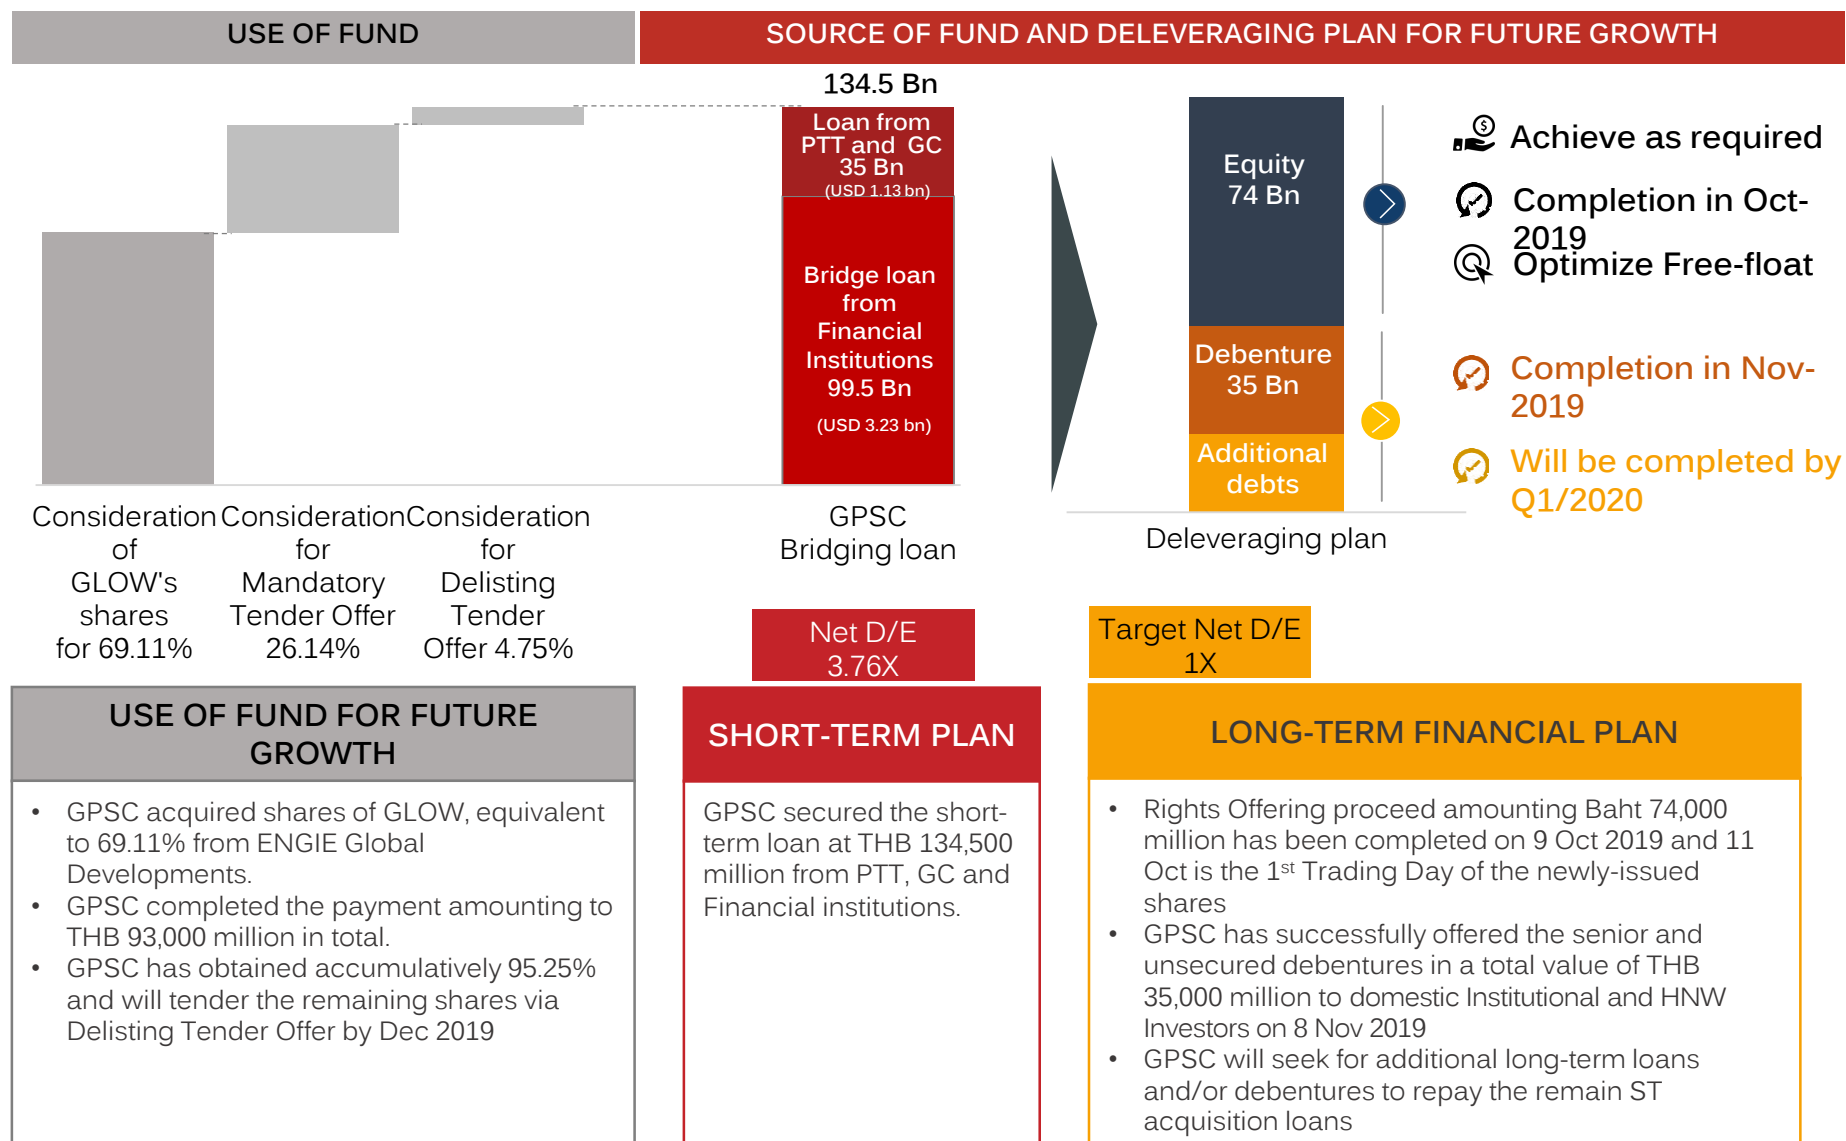 USE OF FUND
SOURCE OF FUND AND DELEVERAGING PLAN FOR FUTURE GROWTH
134.5 Bn
Loan from
PTT and GC
35 Bn
(USD 1.13 bn)
Bridge loan
from
Financial
Institutions
99.5 Bn
(USD 3.23 bn)
Equity
74 Bn
Debenture
35 Bn
Additional
debts
Achieve as required
Completion in Oct-
2019
Optimize Free-float
Completion in Nov-
2019
Will be completed by
Q1/2020
Consideration
of
GLOW's
shares
for 69.11%
Consideration
for
Mandatory
Tender Offer
26.14%
Consideration
for
Delisting
Tender
Offer 4.75%
GPSC
Bridging loan
Deleveraging plan
Net D/E
3.76X
Target Net D/E
1X
USE OF FUND FOR FUTURE
GROWTH
• GPSC acquired shares of GLOW, equivalent
to 69.11% from ENGIE Global
Developments.
• GPSC completed the payment amounting to
THB 93,000 million in total.
• GPSC has obtained accumulatively 95.25%
and will tender the remaining shares via
Delisting Tender Offer by Dec 2019
SHORT-TERM PLAN
GPSC secured the short-
term loan at THB 134,500
million from PTT, GC and
Financial institutions.
LONG-TERM FINANCIAL PLAN
• Rights Offering proceed amounting Baht 74,000
million has been completed on 9 Oct 2019 and 11
Oct is the 1st Trading Day of the newly-issued
shares
• GPSC has successfully offered the senior and
unsecured debentures in a total value of THB
35,000 million to domestic Institutional and HNW
Investors on 8 Nov 2019
• GPSC will seek for additional long-term loans
and/or debentures to repay the remain ST
acquisition loans